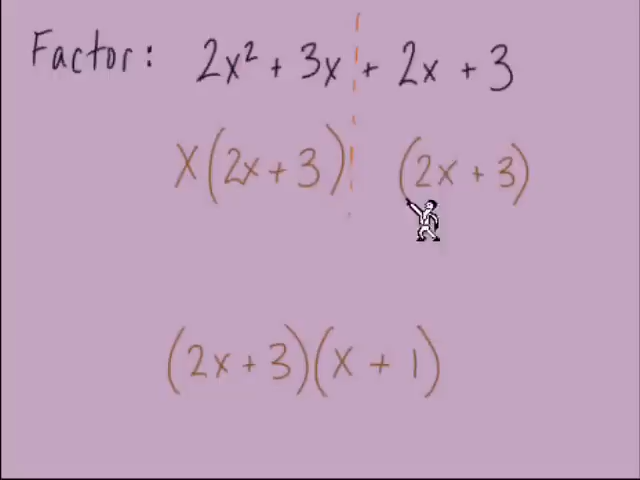 Factor: 2x² + 3x + 2x + 3
x(2x + 3) (2x + 3)
(2x + 3)(x + 1)